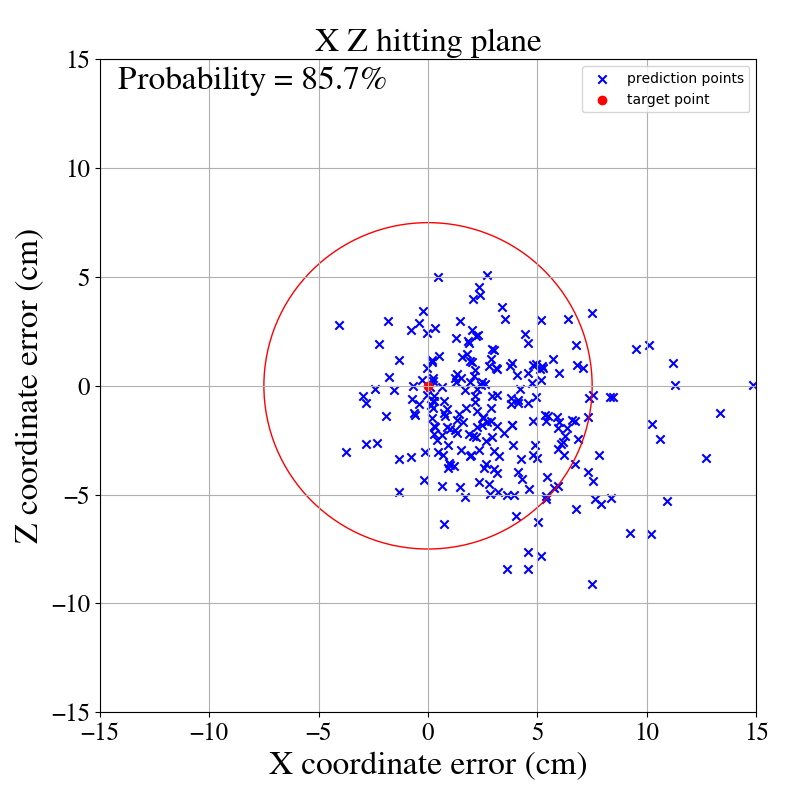 X Z hitting plane
Probability = 85.7%
prediction points
target point
15
10
5
0
−5
−10
−15
−15 −10 −5 0 5 10 15
Z coordinate error (cm)
X coordinate error (cm)